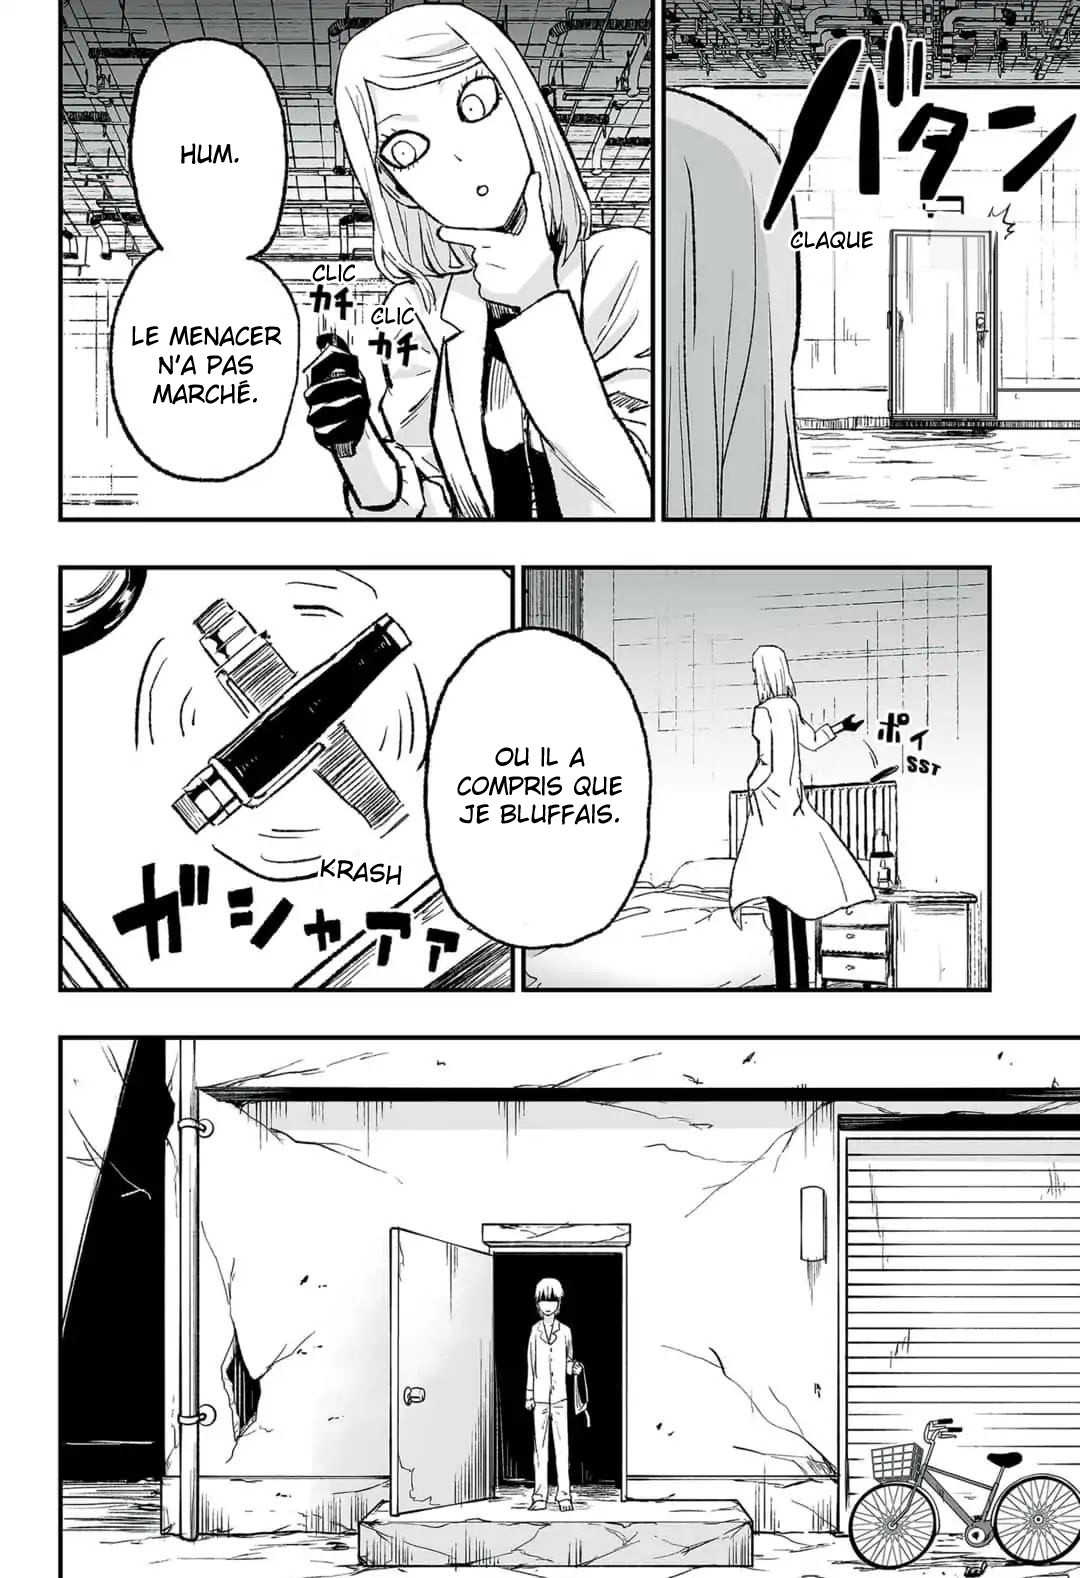 バタン
CLAQUE
HUM.
CLIC
カチ
CLIC
カチ
LE MENACER
N'A PAS
MARCHÉ.
ポイ
SST
OU IL A
COMPRIS QUE
JE BLUFFAIS.
KRASH
ガシャアァ